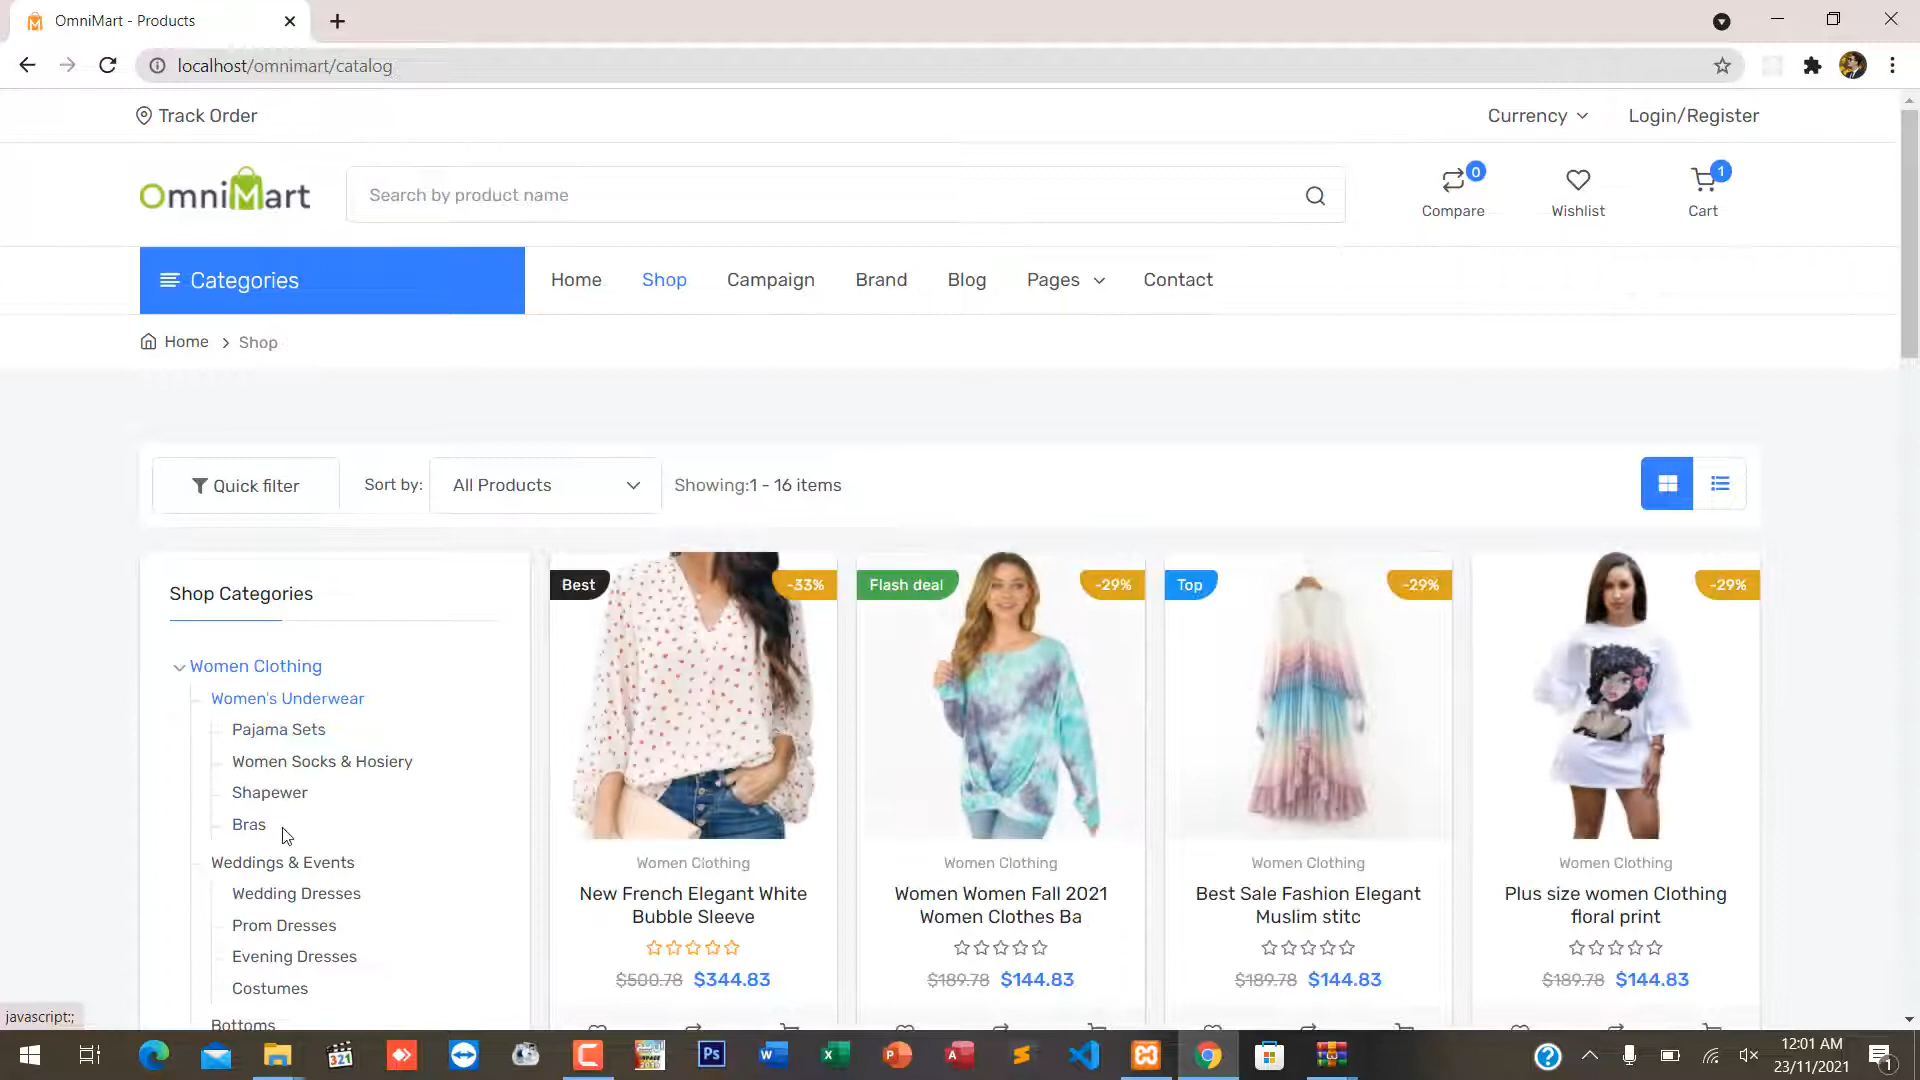 OmniMart - Products
localhost/omnimart/catalog
Track Order
Currency
Login/Register
OmniMart
Search by product name
0
Compare
Wishlist
1
Cart
Categories
Home
Shop
Campaign
Brand
Blog
Pages
Contact
Home > Shop
Quick filter
Sort by:
All Products
Showing:1 - 16 items
Shop Categories
Women Clothing
Women's Underwear
Pajama Sets
Women Socks & Hosiery
Shapewer
Bras
Weddings & Events
Wedding Dresses
Prom Dresses
Evening Dresses
Costumes
Bottoms
Best
-33%
Women Clothing
New French Elegant White
Bubble Sleeve
$500.78 $344.83
Flash deal
-29%
Women Clothing
Women Women Fall 2021
Women Clothes Ba
$189.78 $144.83
Top
-29%
Women Clothing
Best Sale Fashion Elegant
Muslim stitc
$189.78 $144.83
-29%
Women Clothing
Plus size women Clothing
floral print
$189.78 $144.83
javascript:;
321
Ps
12:01 AM
23/11/2021
1